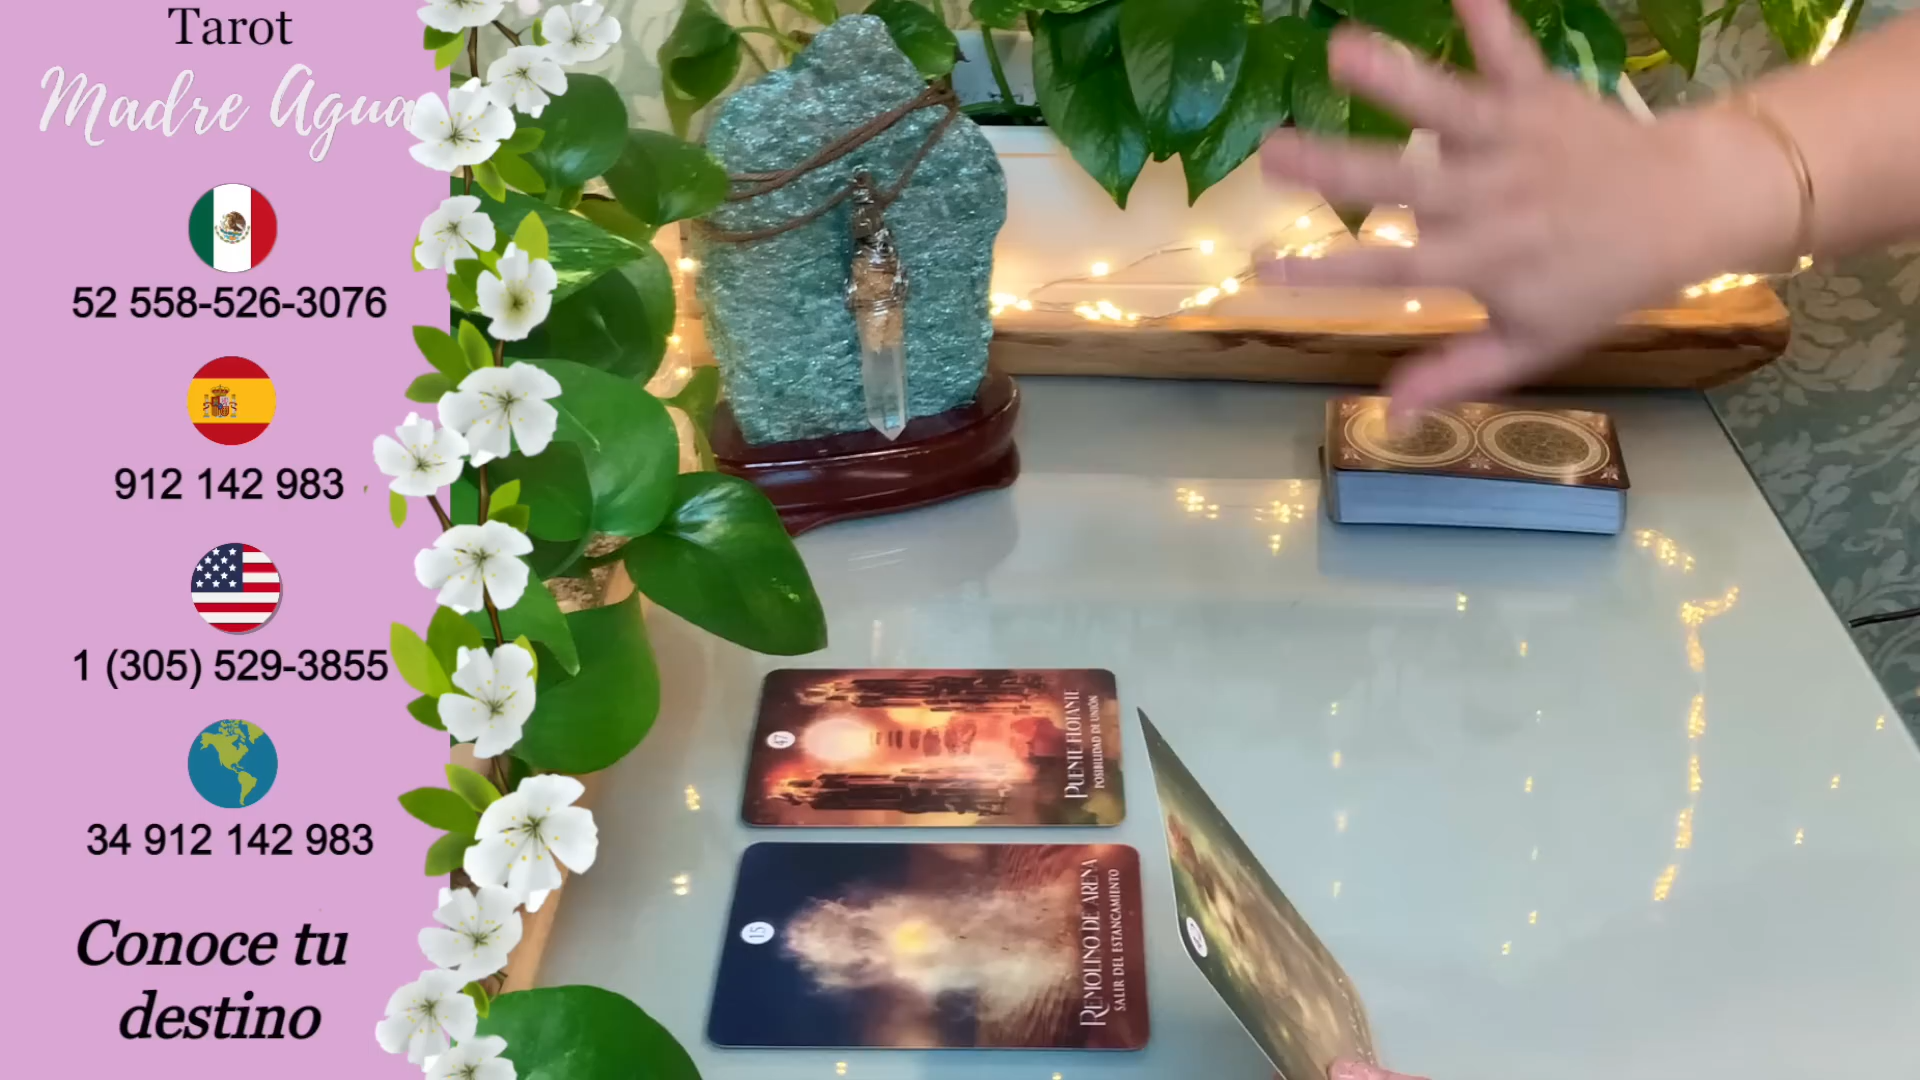 Tarot
Madre Agua
52 558-526-3076
912 142 983
1 (305) 529-3855
34 912 142 983
Conoce tu
destino
47
PUENTE FLOTANTE
POSIBILIDAD DE UNIÓN
15
REMOLINO DE ARENA
SALIR DEL ESTANCAMIENTO